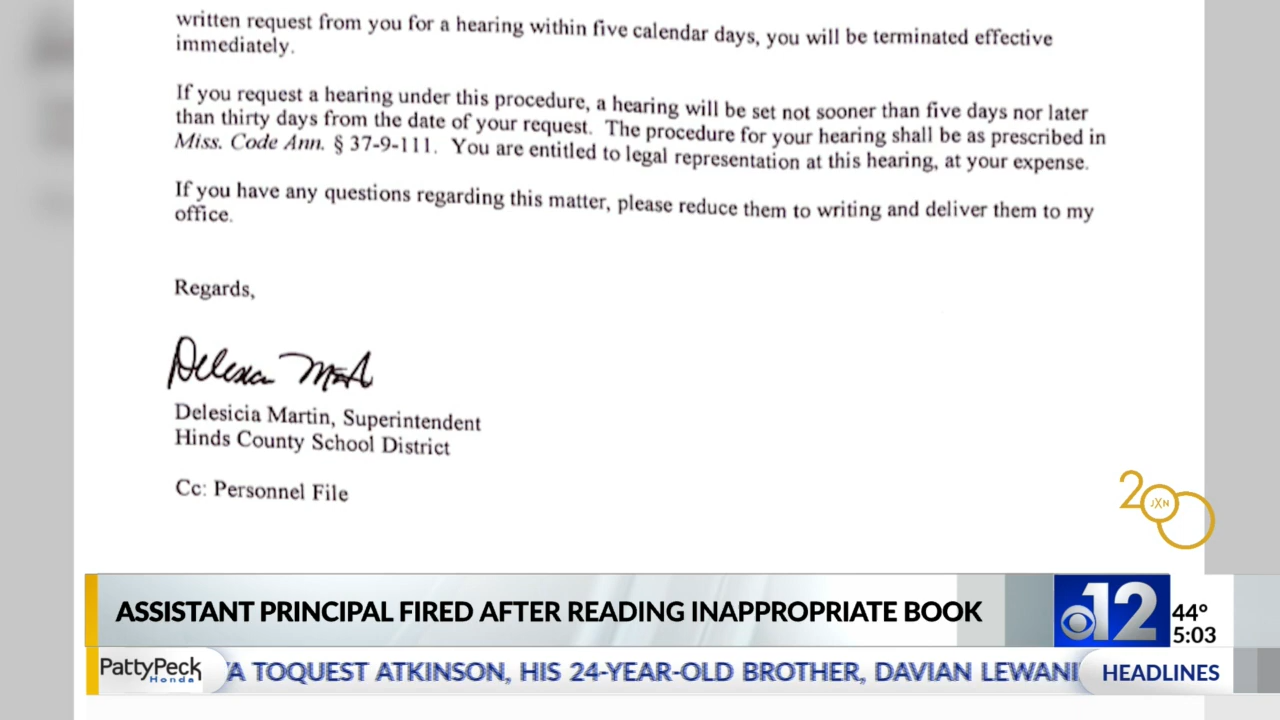 written request from you for a hearing within five calendar days, you will be terminated effective
immediately.
If you request a hearing under this procedure, a hearing will be set not sooner than five days nor later
than thirty days from the date of your request. The procedure for your hearing shall be as prescribed in
Miss. Code Ann. § 37-9-111. You are entitled to legal representation at this hearing, at your expense.
If you have any questions regarding this matter, please reduce them to writing and deliver them to my
office.
Regards,
Delesicia Martin, Superintendent
Hinds County School District
Cc: Personnel File
200
JXN
ASSISTANT PRINCIPAL FIRED AFTER READING INAPPROPRIATE BOOK
12
44°
5:03
PattyPeck
Honda
A TOQUEST ATKINSON, HIS 24-YEAR-OLD BROTHER, DAVIAN LEWANI
HEADLINES